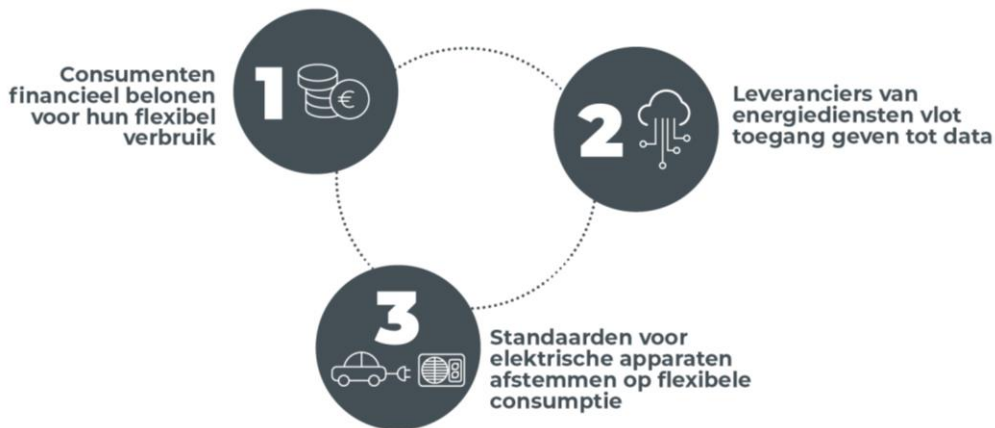 1
Consumenten
financieel belonen
voor hun flexibel
verbruik
€
2
Leveranciers van
energiediensten vlot
toegang geven tot data
3
Standaarden voor
elektrische apparaten
afstemmen op flexibele
consumptie